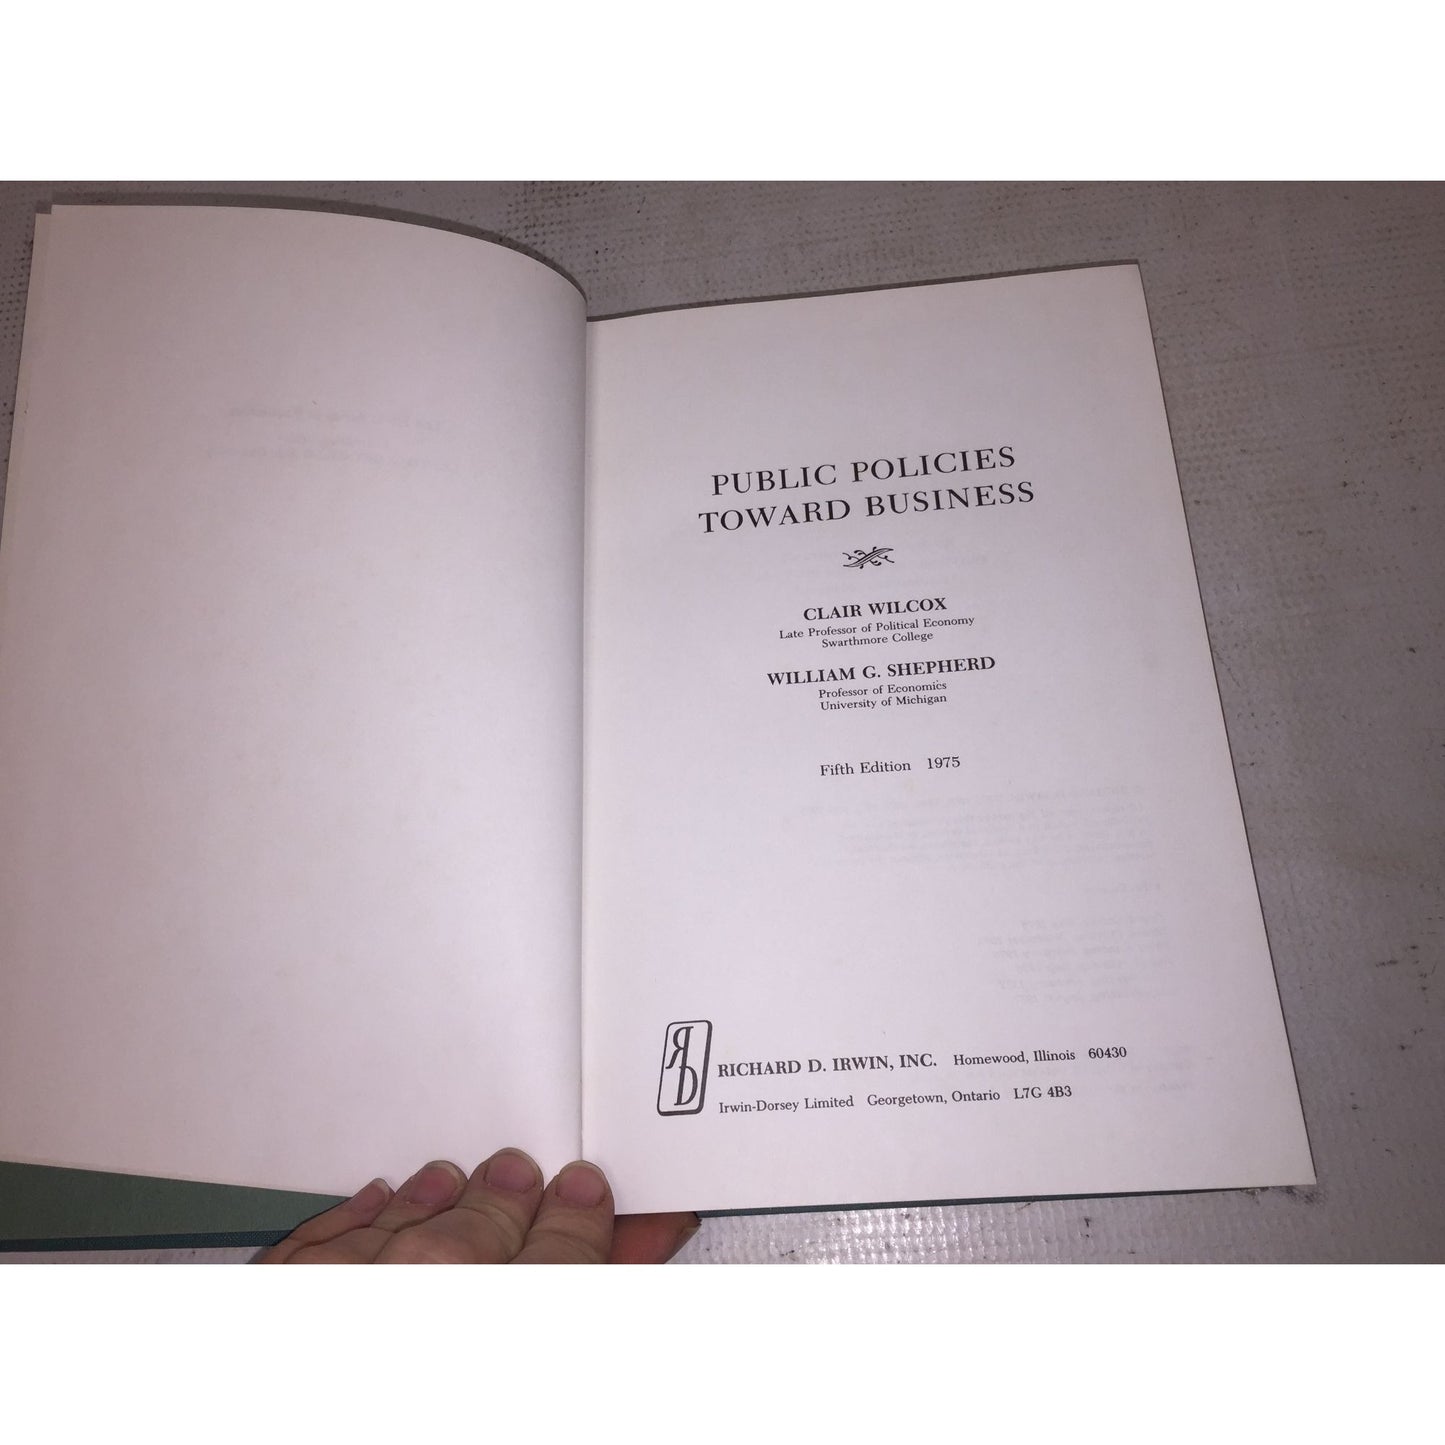 PUBLIC POLICIES
TOWARD BUSINESS
CLAIR WILCOX
Late Professor of Political Economy
Swarthmore College
WILLIAM G. SHEPHERD
Professor of Economics
University of Michigan
Fifth Edition 1975
RICHARD D. IRWIN, INC. Homewood, Illinois 60430
Irwin-Dorsey Limited Georgetown, Ontario L7G 4B3